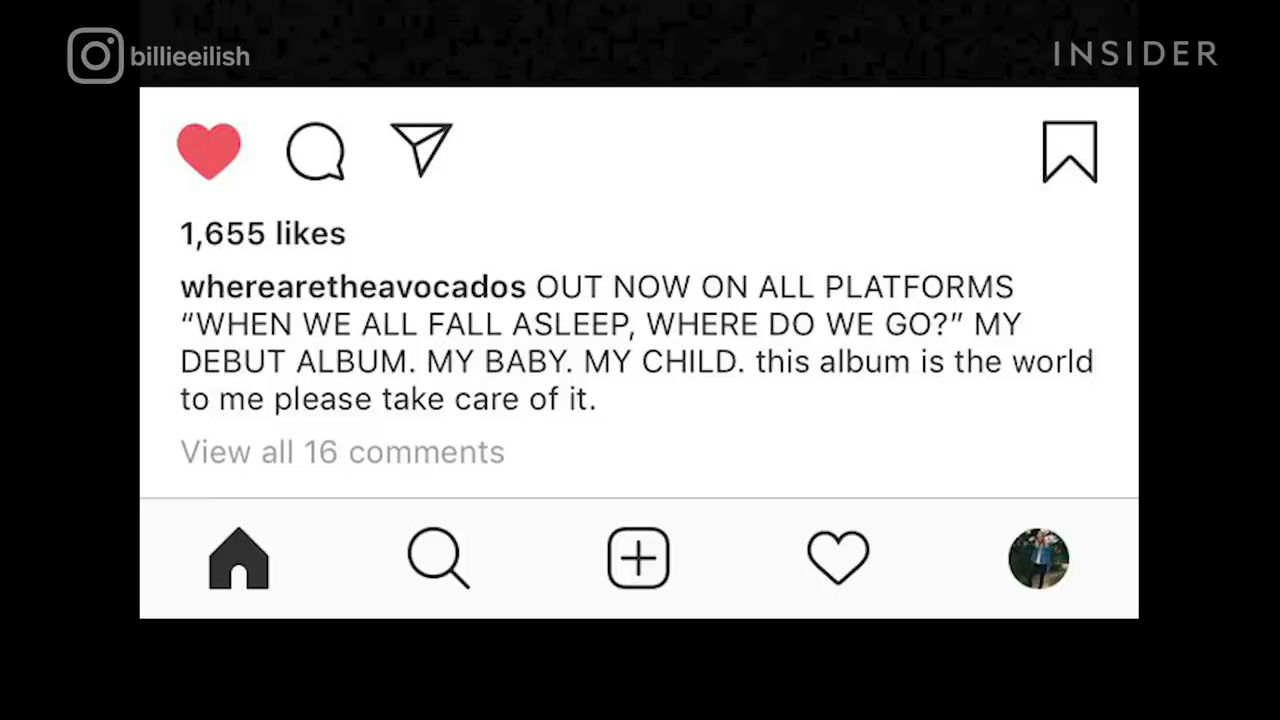 billieeilish
INSIDER
1,655 likes
wherearetheavocados OUT NOW ON ALL PLATFORMS
“WHEN WE ALL FALL ASLEEP, WHERE DO WE GO?” MY
DEBUT ALBUM. MY BABY. MY CHILD. this album is the world
to me please take care of it.
View all 16 comments